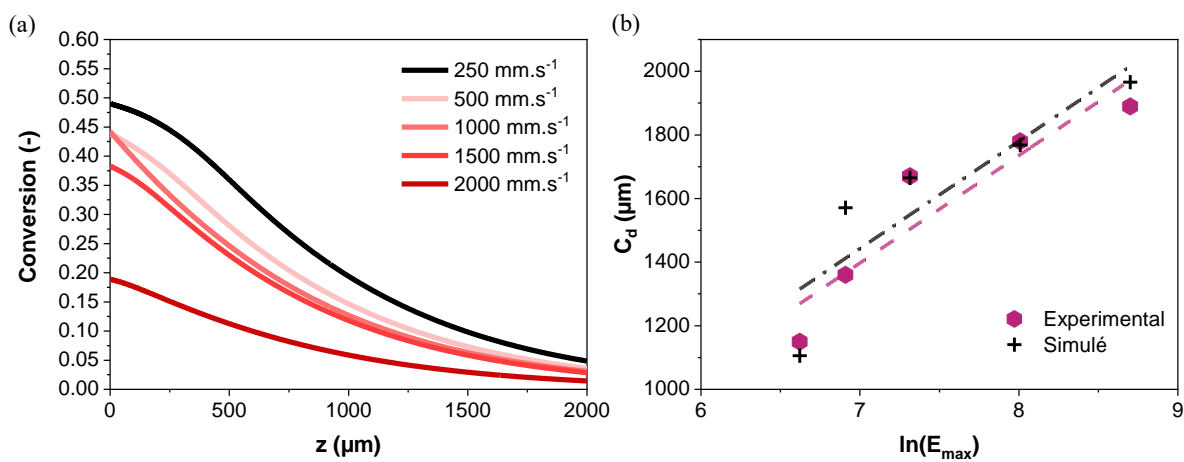 (a)
Conversion (-)
0.60
0.55
0.50
0.45
0.40
0.35
0.30
0.25
0.20
0.15
0.10
0.05
0.00
250 mm.s⁻¹
500 mm.s⁻¹
1000 mm.s⁻¹
1500 mm.s⁻¹
2000 mm.s⁻¹
0 500 1000 1500 2000
z (µm)
(b)
C_d (µm)
2000
1800
1600
1400
1200
1000
Experimental
Simulé
6 7 8 9
ln(E_max)